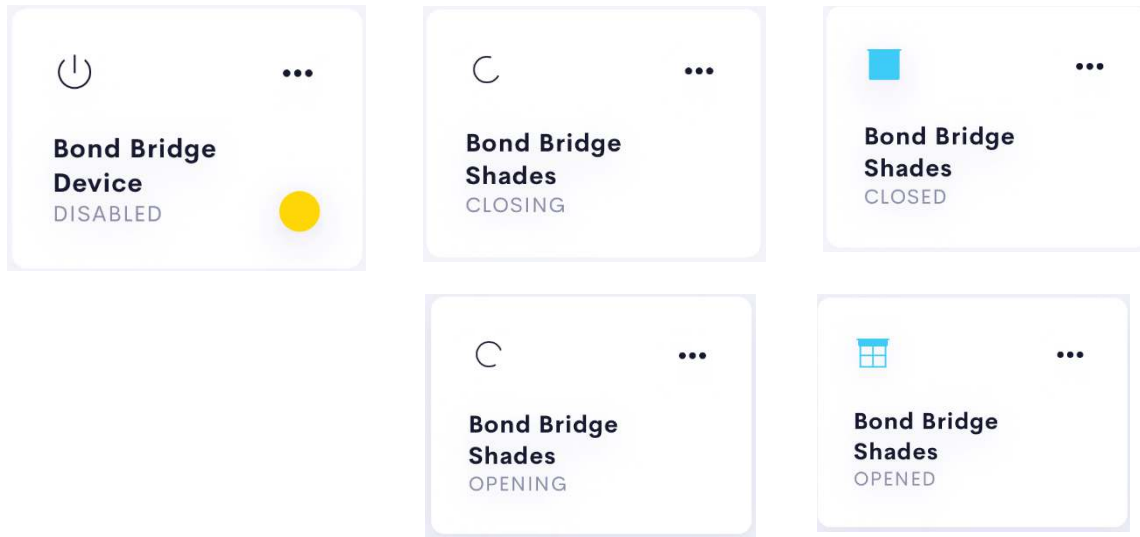 Bond Bridge
Device
DISABLED
Bond Bridge
Shades
CLOSING
Bond Bridge
Shades
CLOSED
Bond Bridge
Shades
OPENING
Bond Bridge
Shades
OPENED